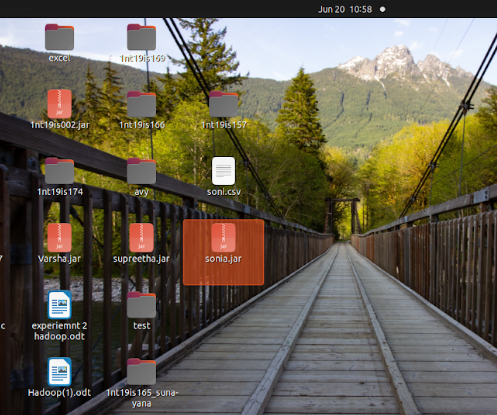 Jun 20 10:58
excel
1nt19is169
1nt19is002.jar
1nt19is166
1nt19is157
1nt19is174
avy
soni.csv
Varsha.jar
supreetha.jar
sonia.jar
experiemnt 2
hadoop.odt
test
Hadoop(1).odt
1nt19is165_suna-
yana